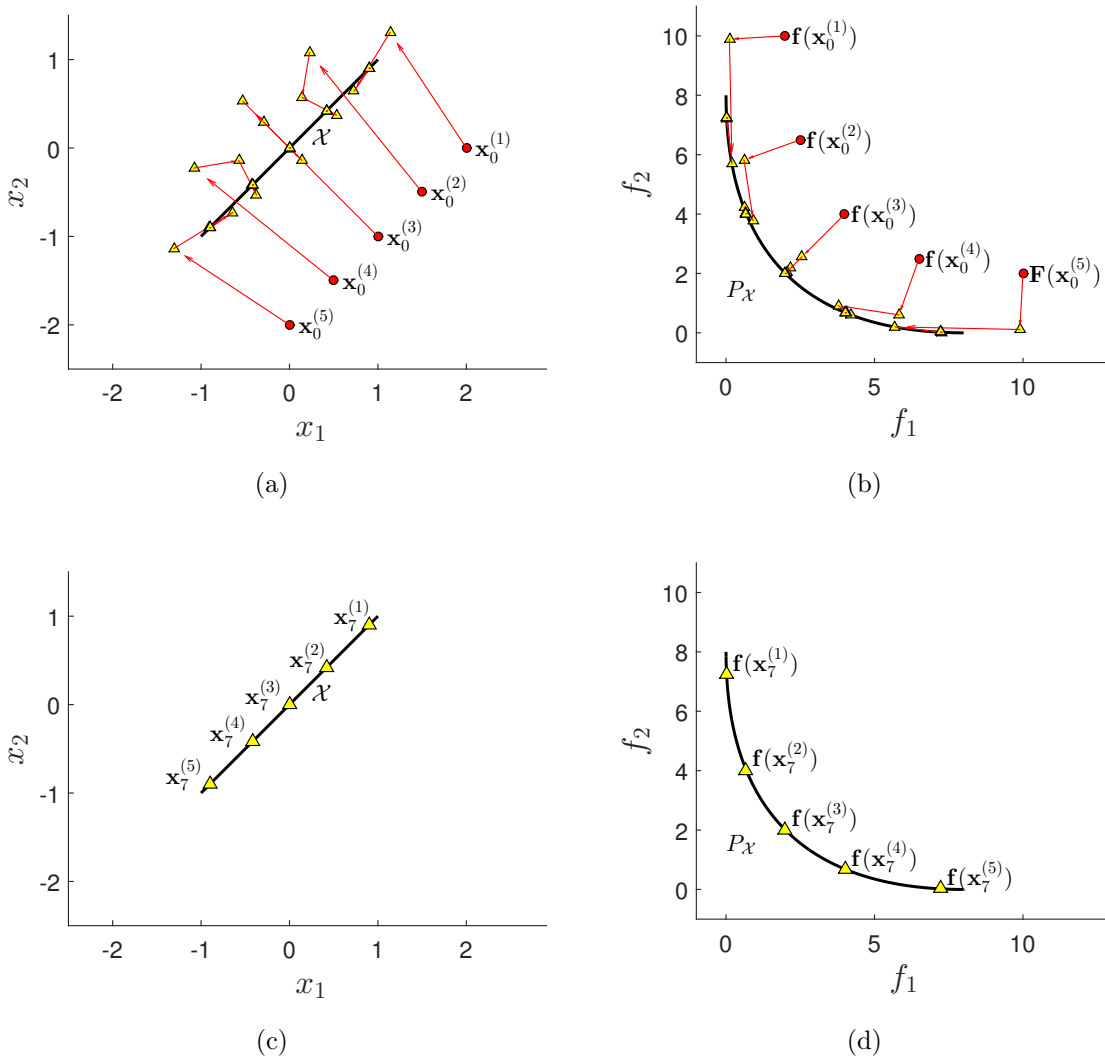 1
0
-1
-2
x₂
-2
-1
0
1
2
x₁
𝒳
x₀⁽¹⁾
x₀⁽²⁾
x₀⁽³⁾
x₀⁽⁴⁾
x₀⁽⁵⁾
(a)
10
8
6
4
2
0
f₂
0
5
10
f₁
f(x₀⁽¹⁾)
f(x₀⁽²⁾)
f(x₀⁽³⁾)
f(x₀⁽⁴⁾)
F(x₀⁽⁵⁾)
P𝒳
(b)
1
0
-1
-2
x₂
-2
-1
0
1
2
x₁
x₇⁽¹⁾
x₇⁽²⁾
x₇⁽³⁾
𝒳
x₇⁽⁴⁾
x₇⁽⁵⁾
(c)
10
8
6
4
2
0
f₂
0
5
10
f₁
f(x₇⁽¹⁾)
f(x₇⁽²⁾)
f(x₇⁽³⁾)
P𝒳
f(x₇⁽⁴⁾)
f(x₇⁽⁵⁾)
(d)